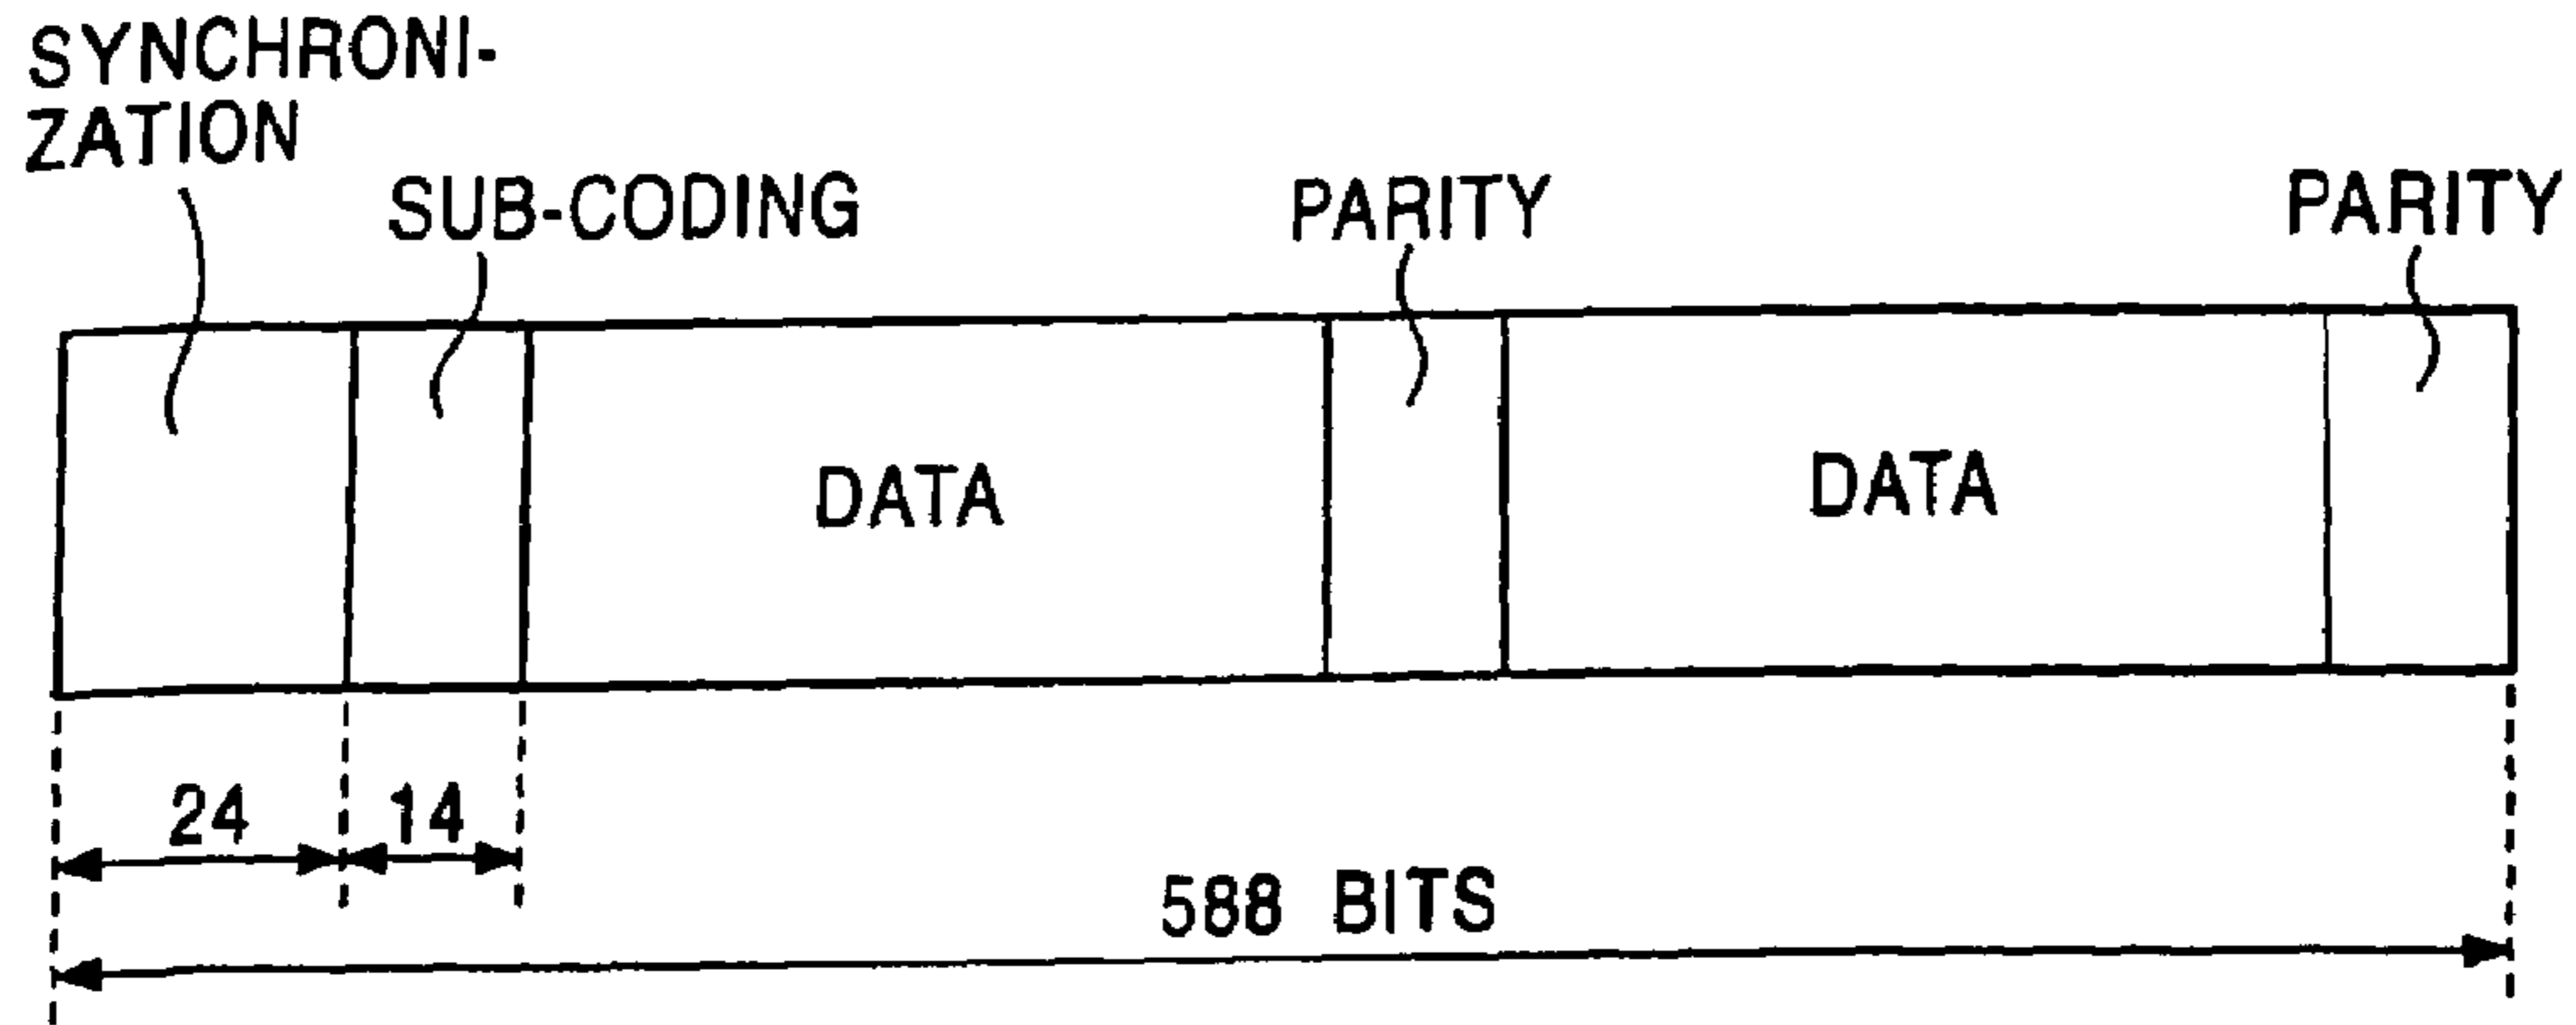 SYNCHRONI-
ZATION
SUB-CODING
PARITY
PARITY
DATA
DATA
24
14
588 BITS